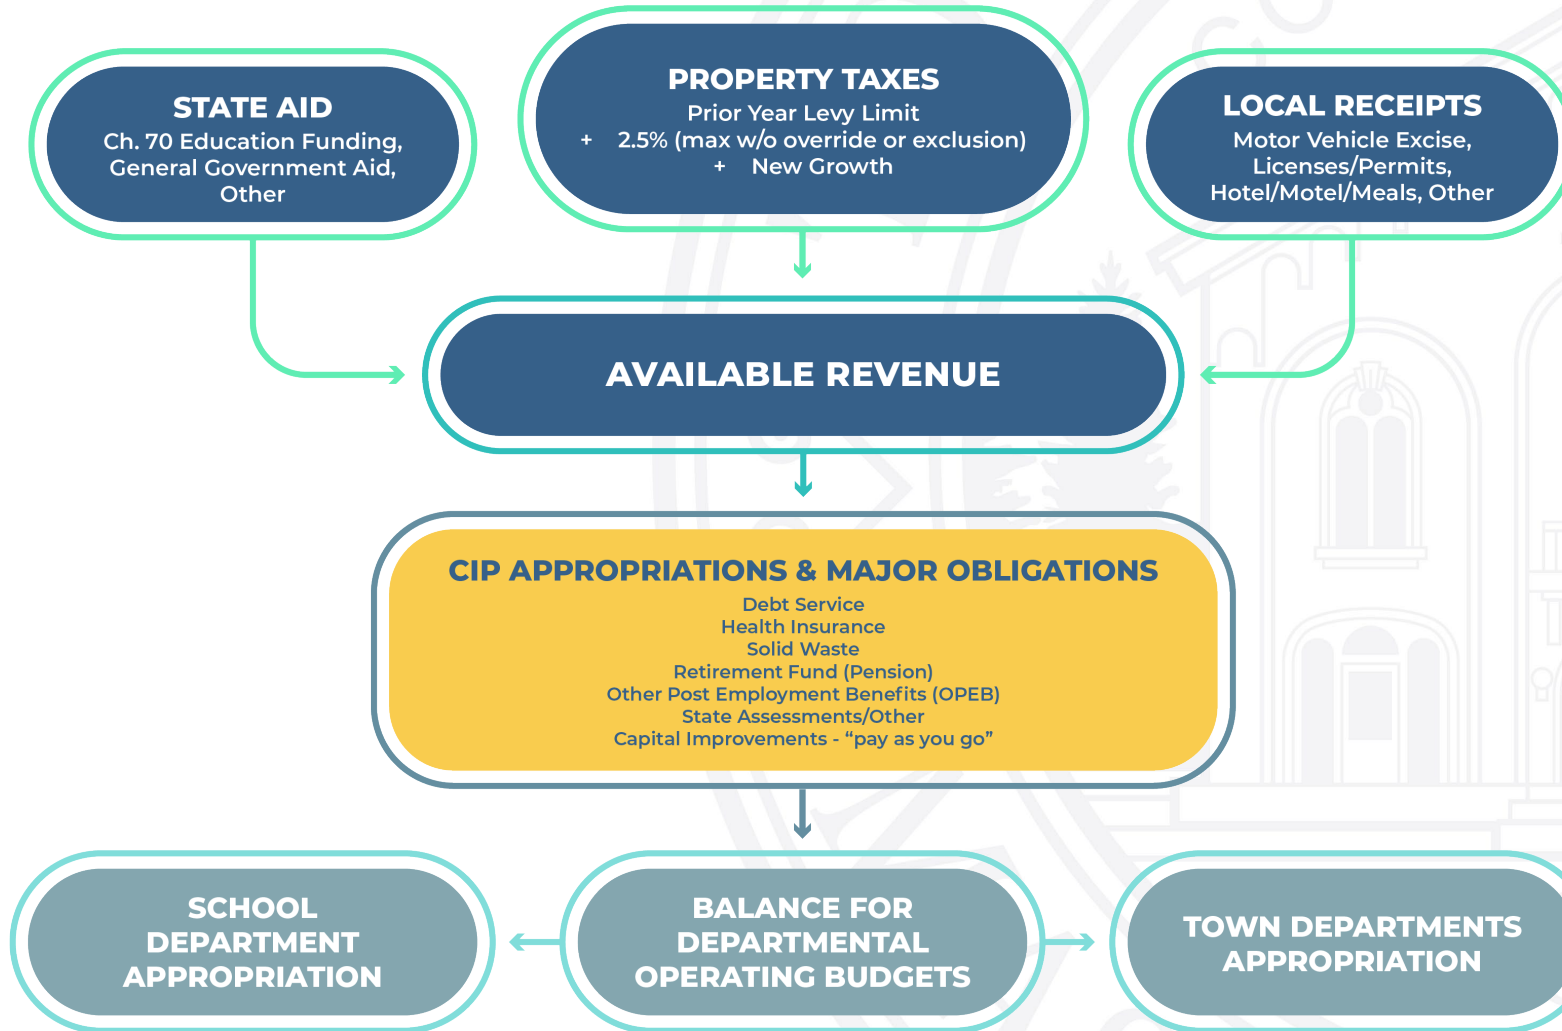 STATE AID
Ch. 70 Education Funding,
General Government Aid,
Other
PROPERTY TAXES
Prior Year Levy Limit
+ 2.5% (max w/o override or exclusion)
+ New Growth
LOCAL RECEIPTS
Motor Vehicle Excise,
Licenses/Permits,
Hotel/Motel/Meals, Other
AVAILABLE REVENUE
CIP APPROPRIATIONS & MAJOR OBLIGATIONS
Debt Service
Health Insurance
Solid Waste
Retirement Fund (Pension)
Other Post Employment Benefits (OPEB)
State Assessments/Other
Capital Improvements - “pay as you go”
SCHOOL
DEPARTMENT
APPROPRIATION
BALANCE FOR
DEPARTMENTAL
OPERATING BUDGETS
TOWN DEPARTMENTS
APPROPRIATION